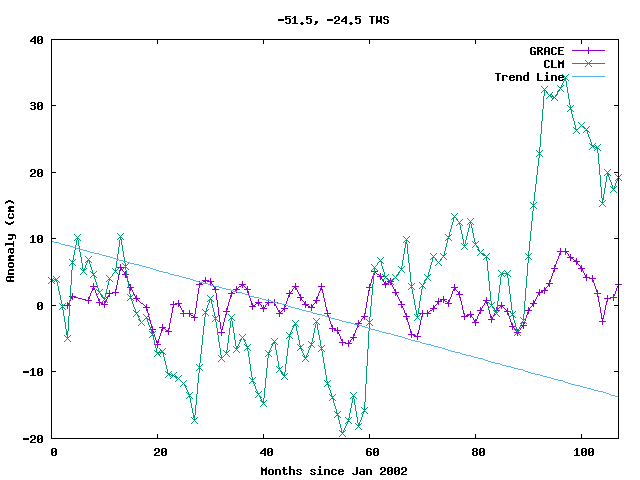 -51.5, -24.5 TWS
GRACE
CLM
Trend Line
40
30
20
10
0
-10
-20
Anomaly (cm)
0 20 40 60 80 100
Months since Jan 2002